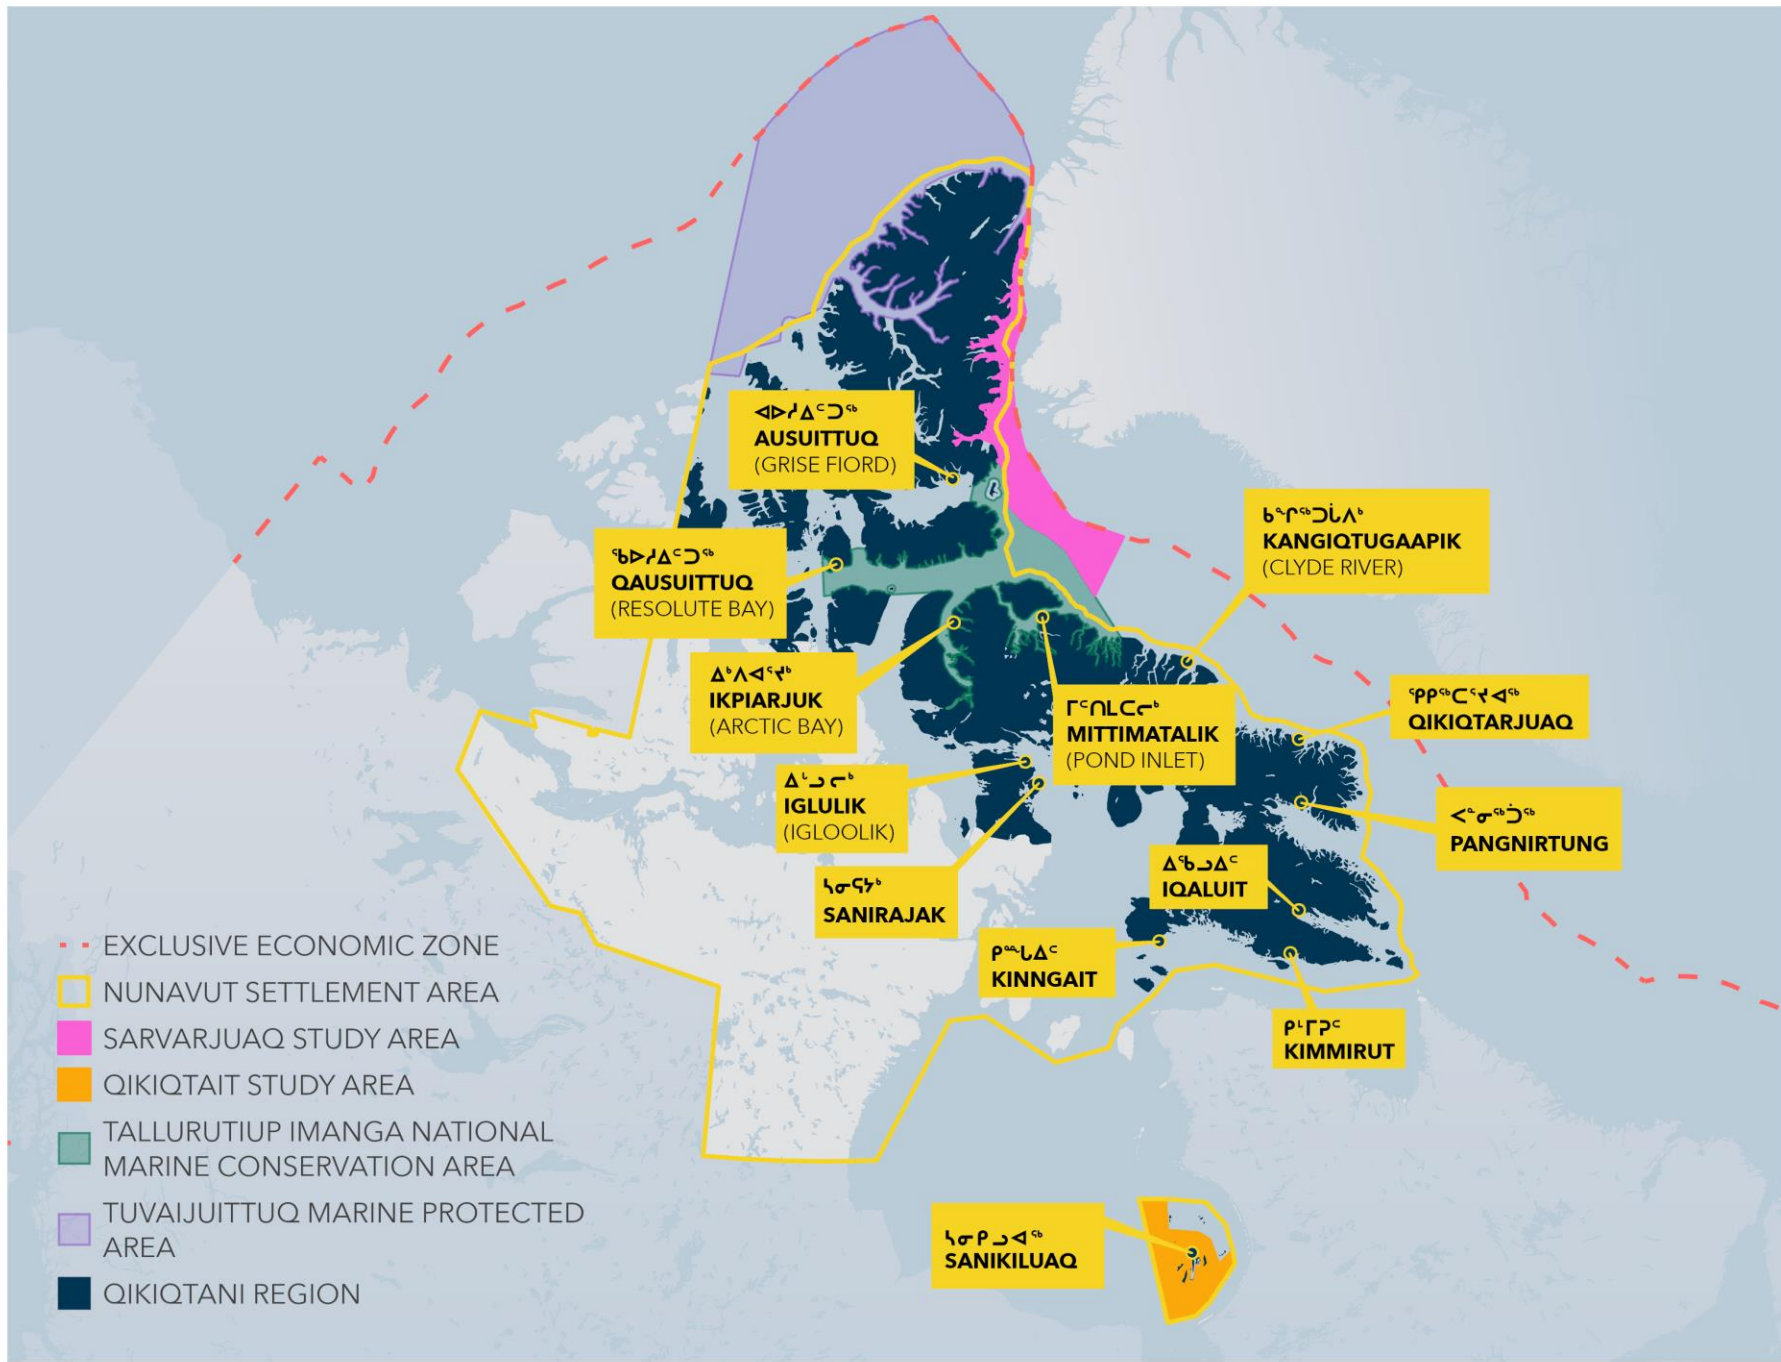 ᐊᐅᓱᐃᑦᑐᖅ
AUSUITTUQ
(GRISE FIORD)
ᖃᐅᓱᐃᑦᑐᖅ
QAUSUITTUQ
(RESOLUTE BAY)
ᑲᖏᖅᑐᒑᐱᒃ
KANGIQTUGAAPIK
(CLYDE RIVER)
ᐃᒃᐱᐊᕐᔪᒃ
IKPIARJUK
(ARCTIC BAY)
ᒥᑦᑎᒪᑕᓕᒃ
MITTIMATALIK
(POND INLET)
ᕿᑭᖅᑕᕐᔪᐊᖅ
QIKIQTARJUAQ
ᐃᒡᓗᓕᒃ
IGLULIK
(IGLOOLIK)
ᐸᓐᓂᖅᑑᖅ
PANGNIRTUNG
ᓴᓂᕋᔭᒃ
SANIRAJAK
ᐃᖃᓗᐃᑦ
IQALUIT
ᑭᙵᐃᑦ
KINNGAIT
ᑭᒻᒥᕈᑦ
KIMMIRUT
ᓴᓂᑭᓗᐊᖅ
SANIKILUAQ
EXCLUSIVE ECONOMIC ZONE
NUNAVUT SETTLEMENT AREA
SARVARJUAQ STUDY AREA
QIKIQTAIT STUDY AREA
TALLURUTIUP IMANGA NATIONAL
MARINE CONSERVATION AREA
TUVAIJUITTUQ MARINE PROTECTED
AREA
QIKIQTANI REGION